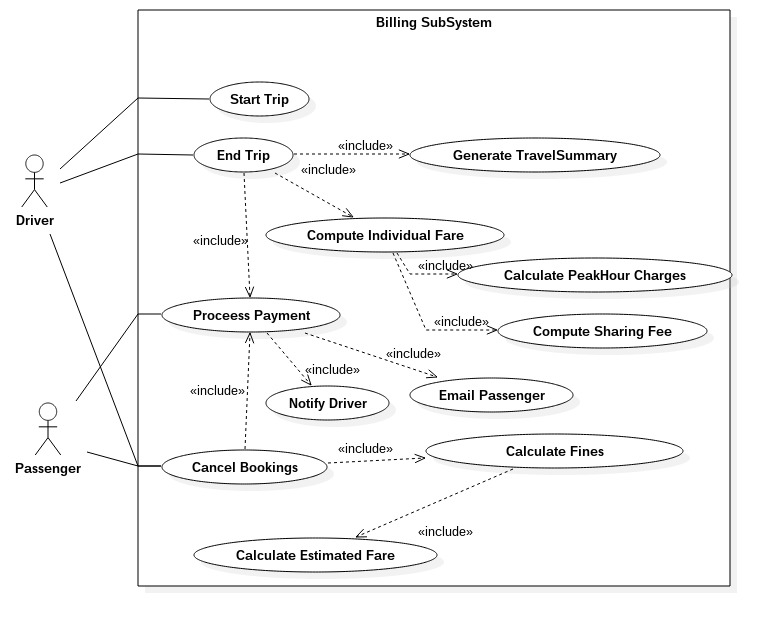 Billing SubSystem
Start Trip
«include»
End Trip
Generate TravelSummary
«include»
Driver
Compute Individual Fare
«include»
«include»
Calculate PeakHour Charges
Proceess Payment
«include»
Compute Sharing Fee
«include»
«include»
«include»
Email Passenger
Notify Driver
«include»
Calculate Fines
Passenger
Cancel Bookings
«include»
Calculate Estimated Fare